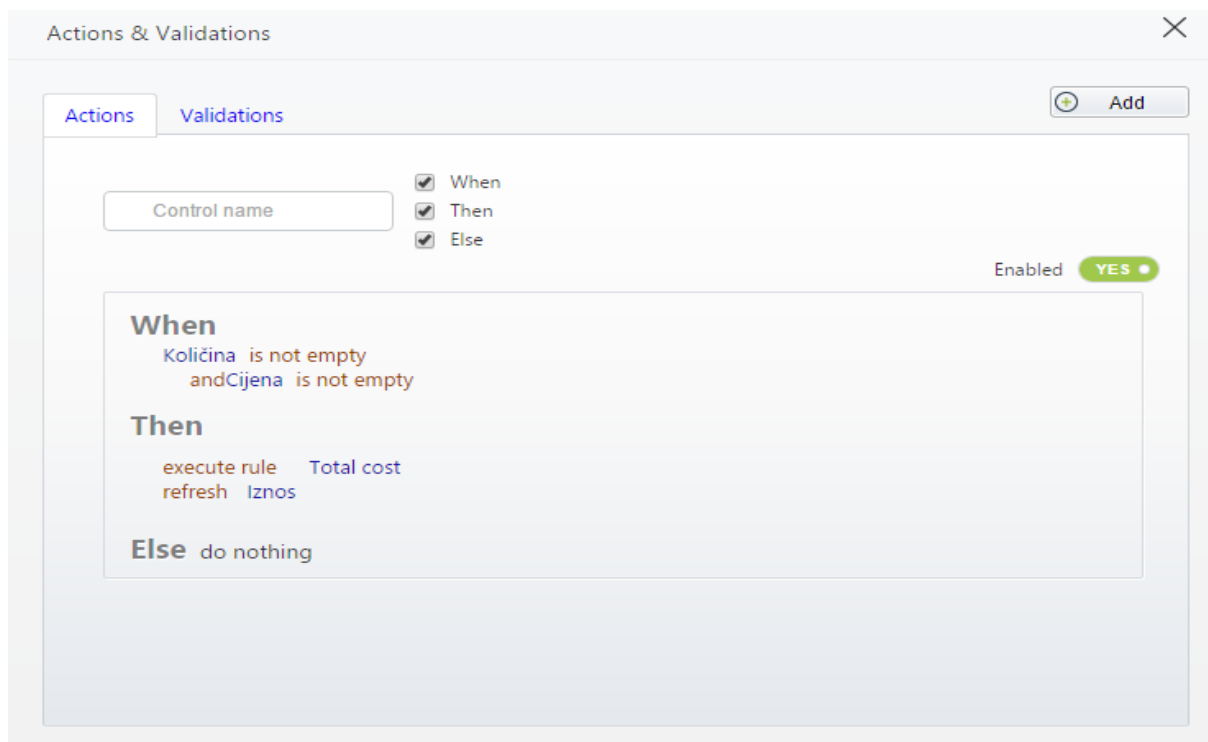 Actions & Validations
Add
Actions Validations
When
Control name
Then
Else
Enabled YES
When
Količina is not empty
andCijena is not empty
Then
execute rule Total cost
refresh Iznos
Else do nothing